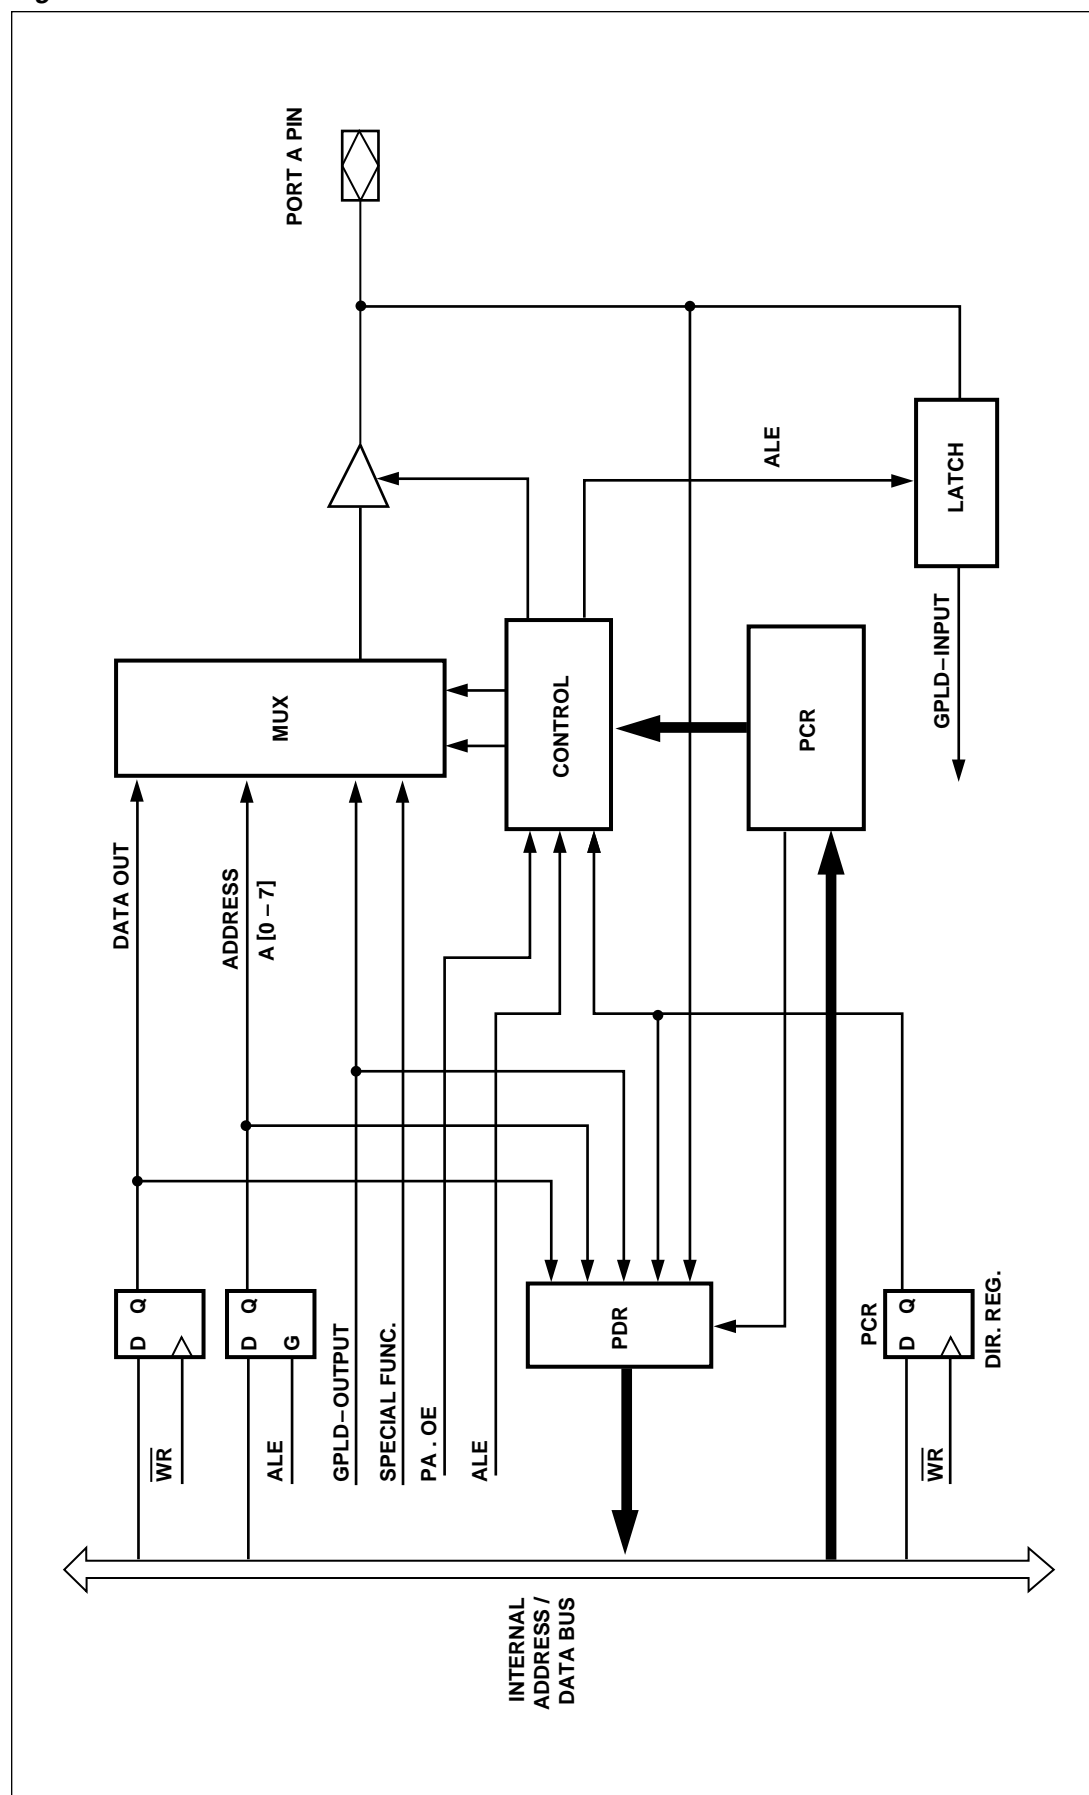 PORT A PIN
ALE
LATCH
GPLD–INPUT
MUX
CONTROL
PCR
DATA OUT
ADDRESS
A [0 – 7]
D Q
WR
D Q
G
ALE
GPLD–OUTPUT
SPECIAL FUNC.
PA . OE
ALE
PDR
PCR
D Q
DIR. REG.
WR
INTERNAL
ADDRESS /
DATA BUS